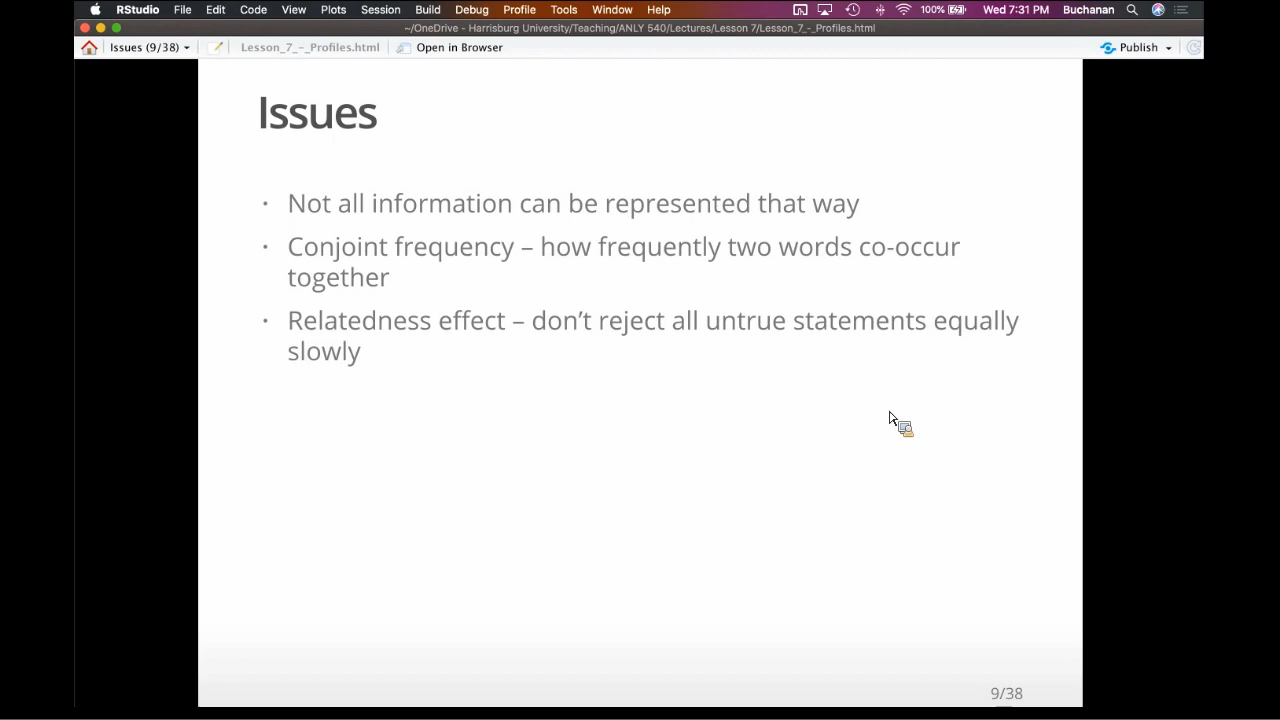 RStudio File Edit Code View Plots Session Build Debug Profile Tools Window Help 100% Wed 7:31 PM Buchanan
~/OneDrive - Harrisburg University/Teaching/ANLY 540/Lectures/Lesson 7/Lesson_7_-_Profiles.html
Issues (9/38) Lesson_7_-_Profiles.html Open in Browser Publish
Issues
• Not all information can be represented that way
• Conjoint frequency – how frequently two words co-occur
together
• Relatedness effect – don’t reject all untrue statements equally
slowly
9/38